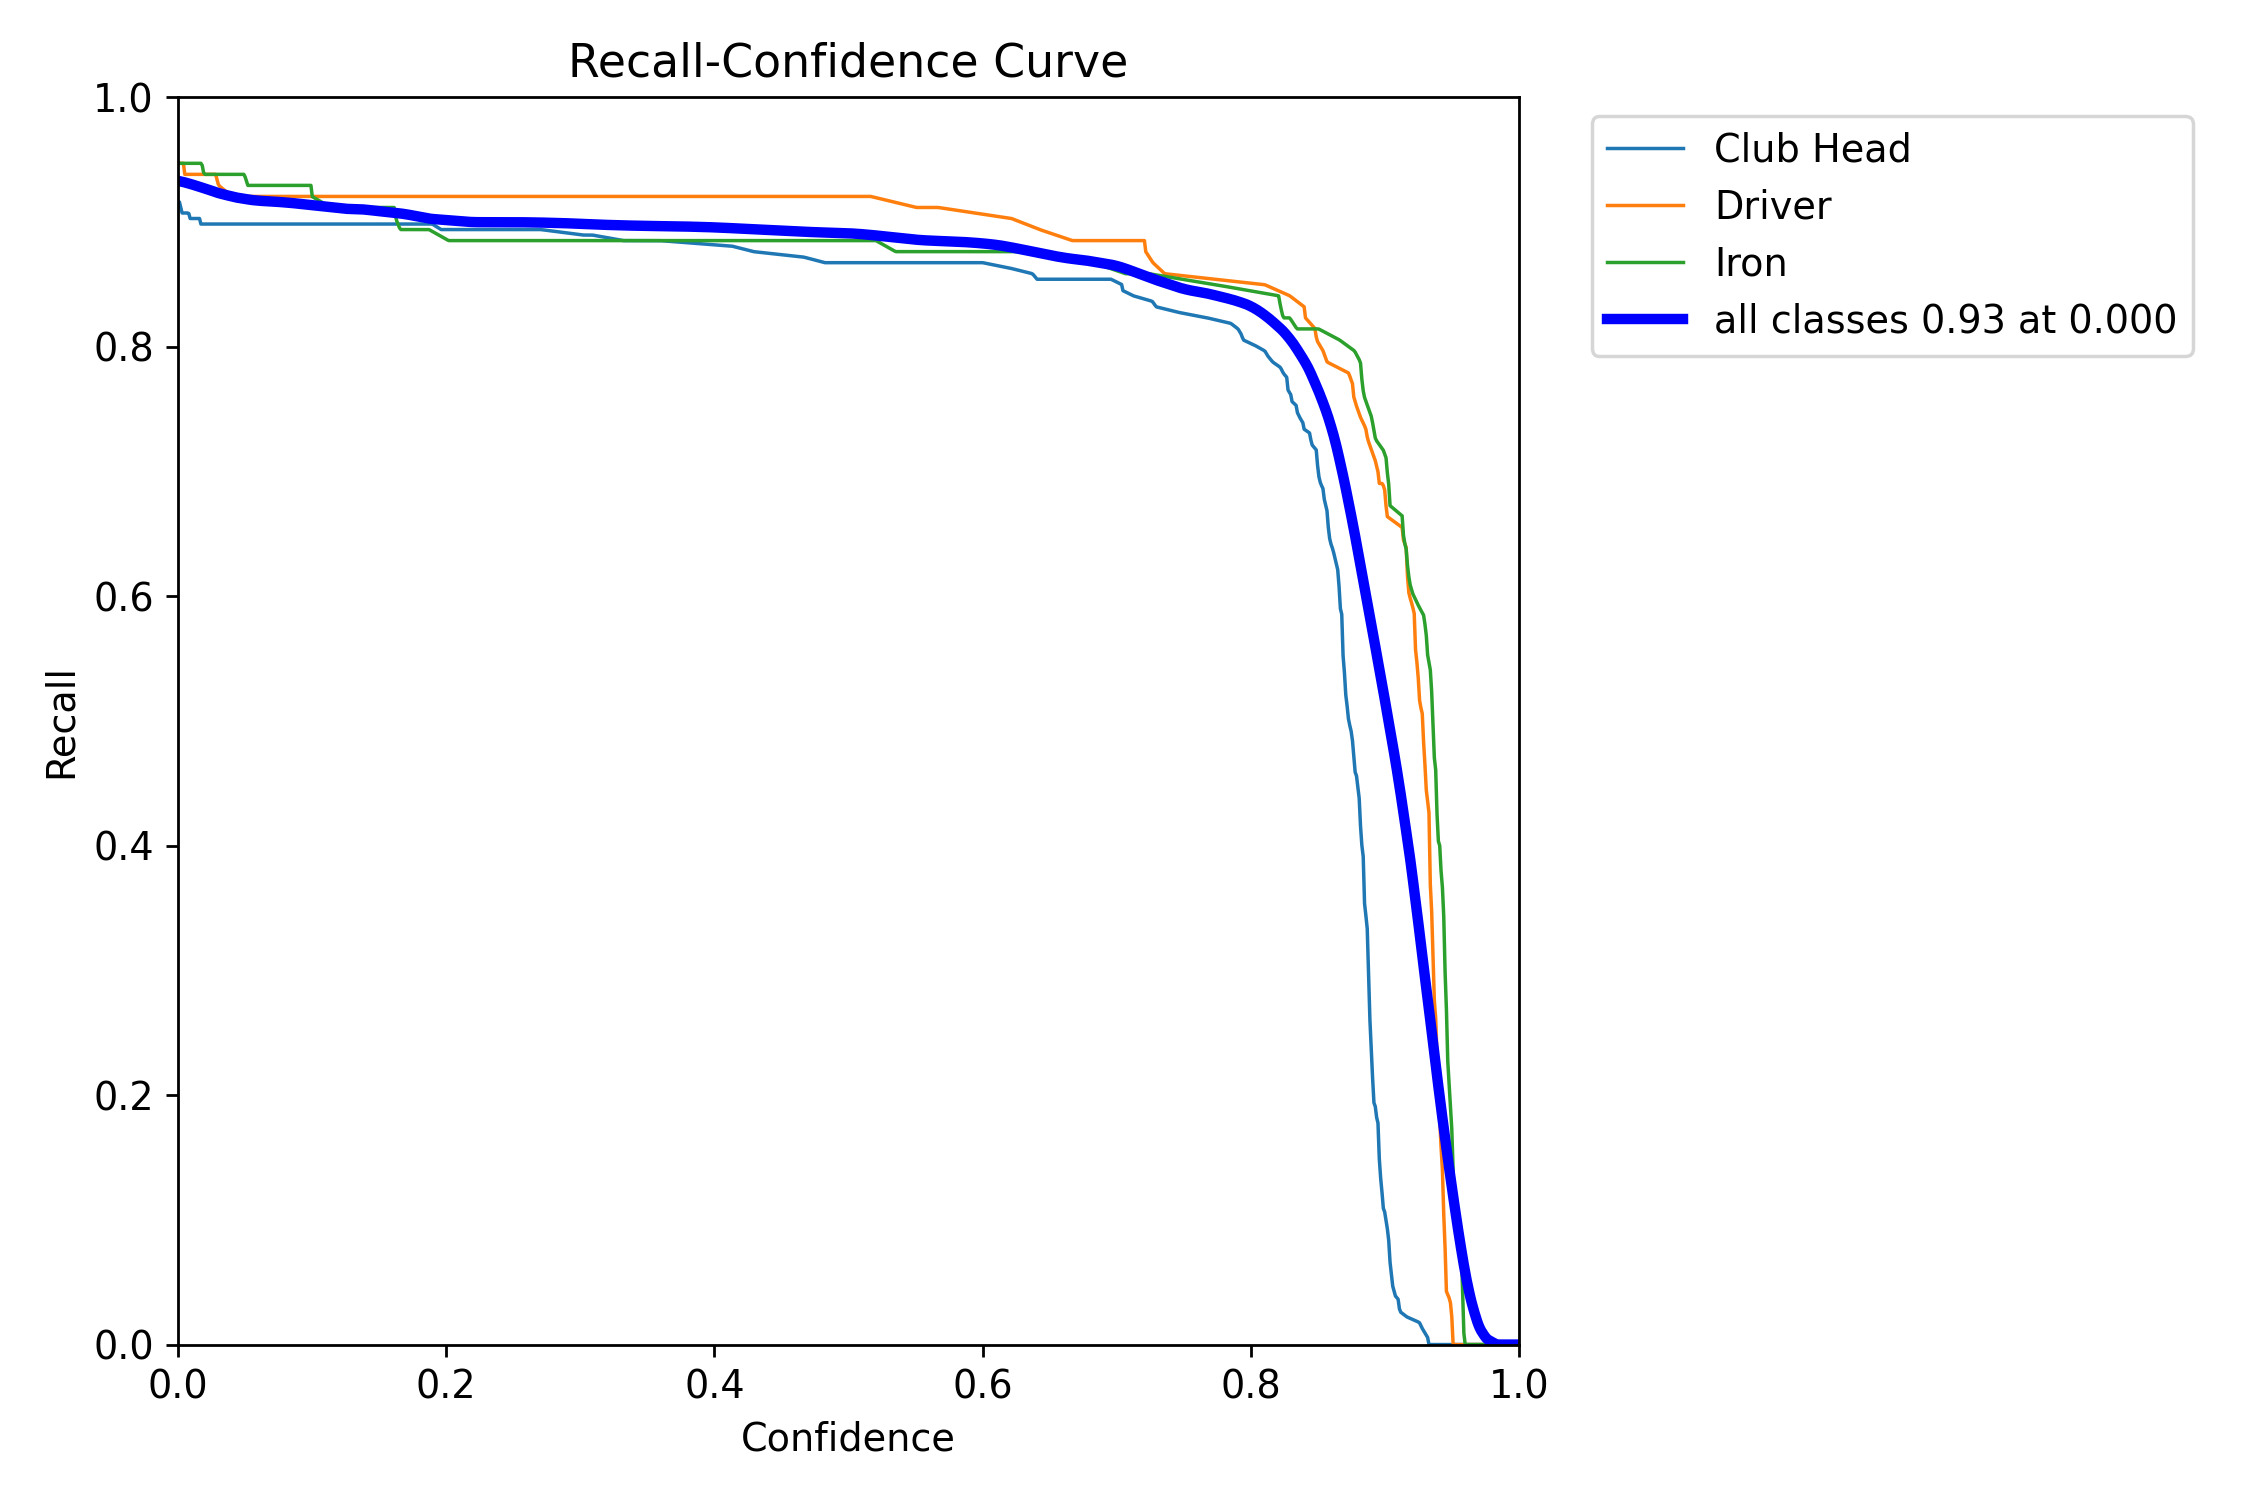 Recall-Confidence Curve
1.0
0.8
0.6
0.4
0.2
0.0
Recall
0.0 0.2 0.4 0.6 0.8 1.0
Confidence
Club Head
Driver
Iron
all classes 0.93 at 0.000